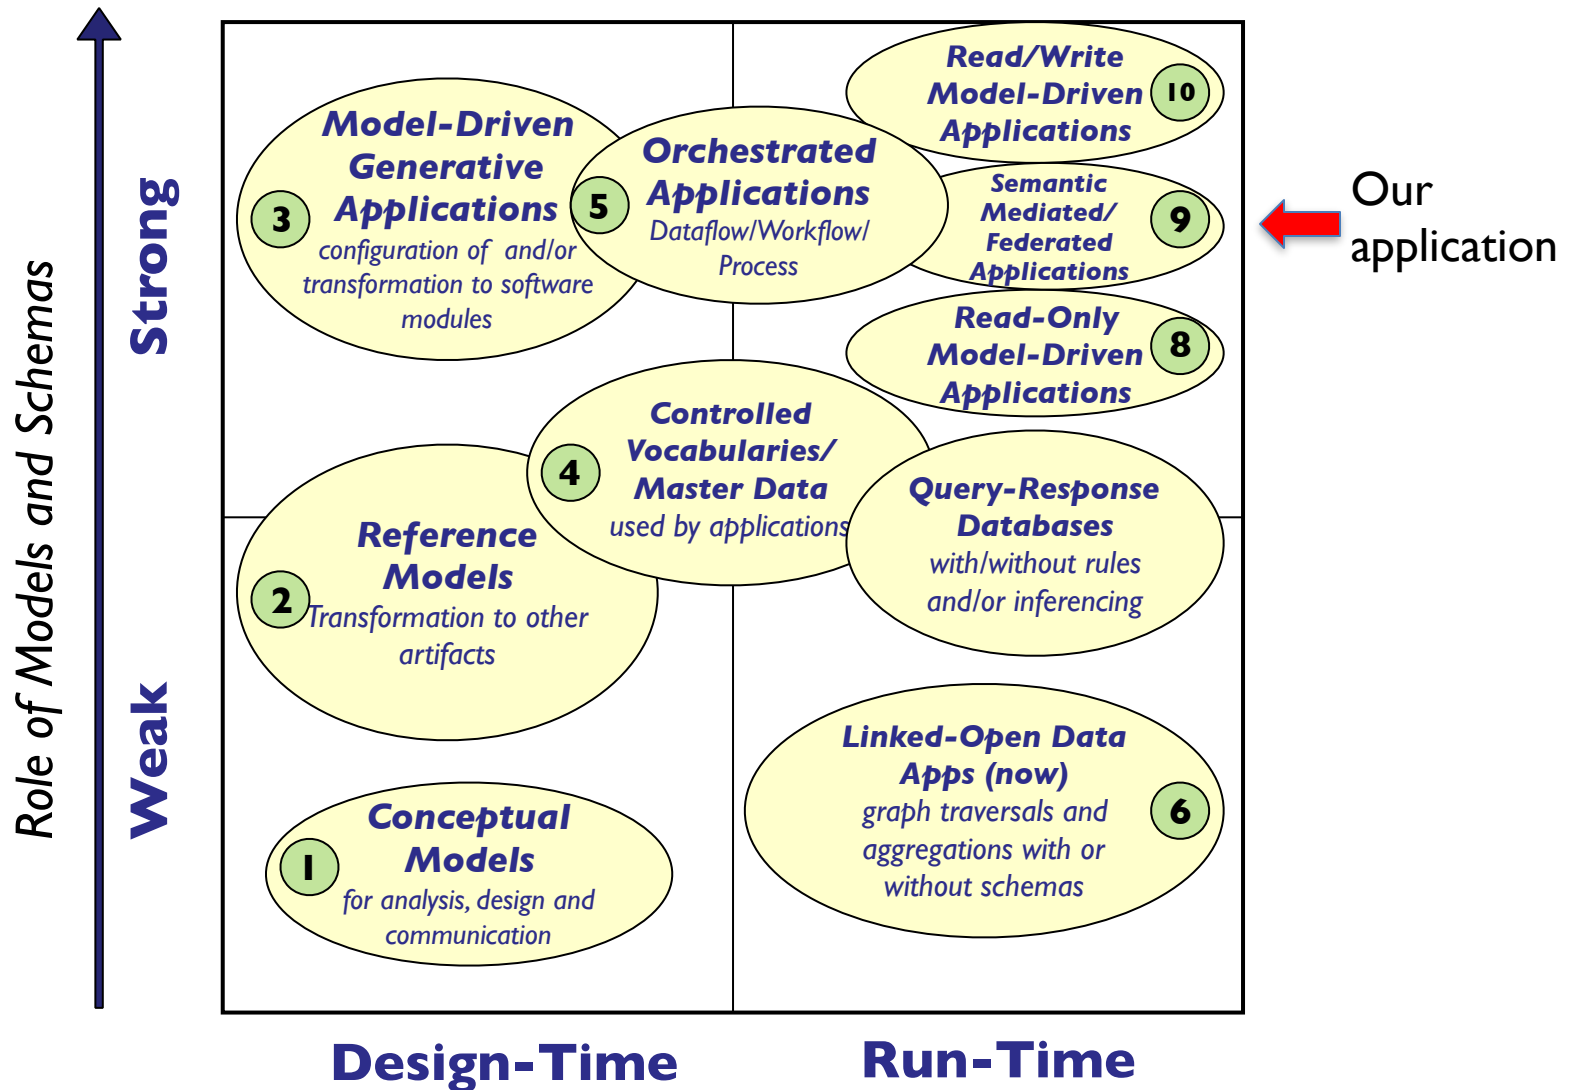 Role of Models and Schemas
Strong
Weak
3
Model-Driven
Generative
Applications
configuration of and/or
transformation to software
modules
5
Orchestrated
Applications
Dataflow/Workflow/
Process
Read/Write
Model-Driven
Applications
10
Semantic
Mediated/
Federated
Applications
9
Our
application
Read-Only
Model-Driven
Applications
8
4
Controlled
Vocabularies/
Master Data
used by applications
Query-Response
Databases
with/without rules
and/or inferencing
2
Reference
Models
Transformation to other
artifacts
Linked-Open Data
Apps (now)
graph traversals and
aggregations with or
without schemas
6
1
Conceptual
Models
for analysis, design and
communication
Design-Time
Run-Time